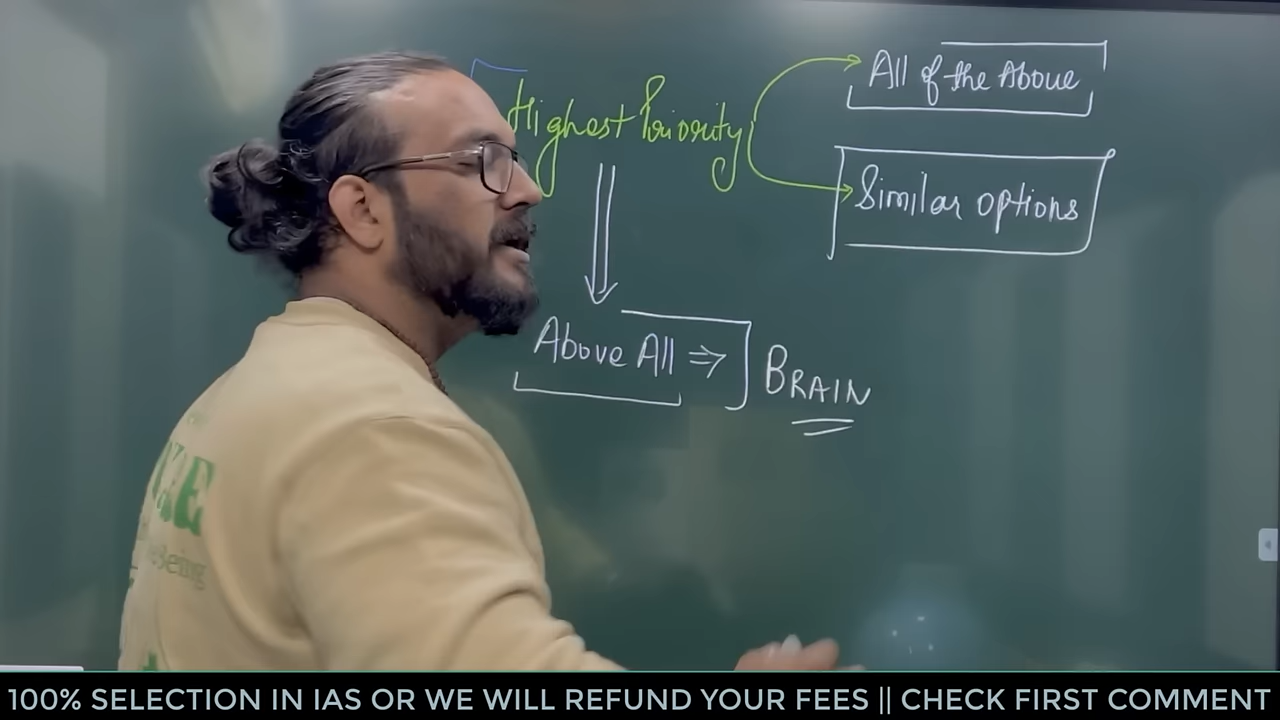 Highest Priority
All of the Above
Similar options
Above All ⇒
BRAIN
100% SELECTION IN IAS OR WE WILL REFUND YOUR FEES || CHECK FIRST COMMENT